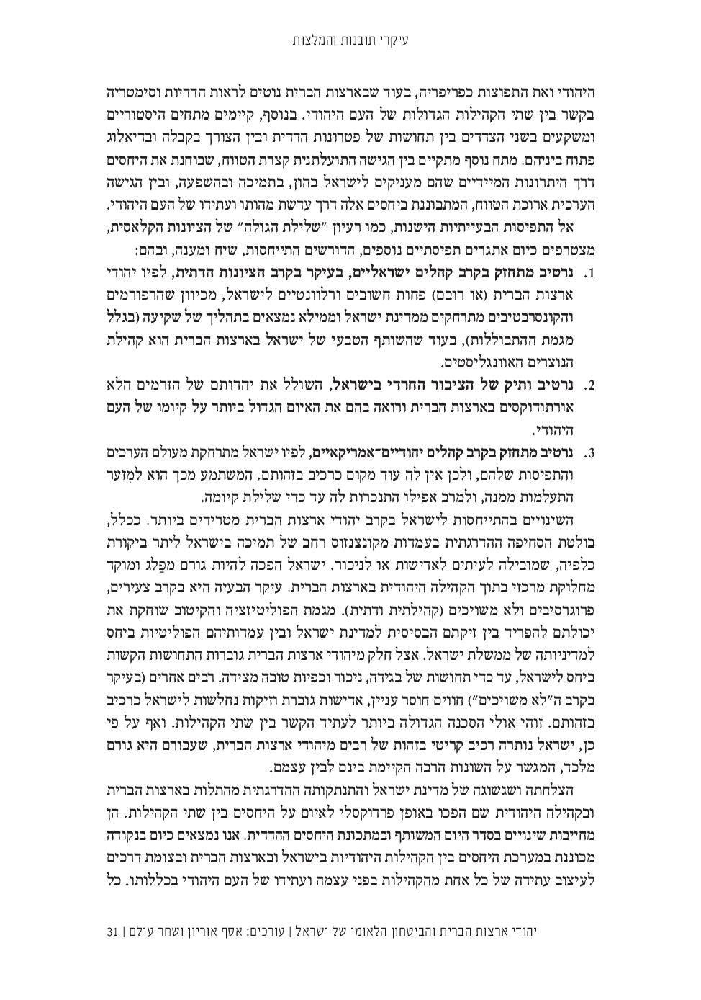 עיקרי תובנות והמלצות
היהודי ואת התפוצות כפריפריה, בעוד שבארצות הברית נוטים לראות הדדיות וסימטריה
בקשר בין שתי הקהילות הגדולות של העם היהודי. בנוסף, קיימים מתחים היסטוריים
ומשקעים בשני הצדדים בין תחושות של פטרונות הדדית ובין הצורך בקבלה ובדיאלוג
פתוח ביניהם. מתח נוסף מתקיים בין הגישה התועלתנית קצרת הטווח, שבוחנת את היחסים
דרך היתרונות המיידיים שהם מעניקים לישראל בהון, בתמיכה ובהשפעה, ובין הגישה
הערכית ארוכת הטווח, המתבוננת ביחסים אלה דרך עדשת מהותו ועתידו של העם היהודי.
אל התפיסות הבעייתיות הישנות, כמו רעיון "שלילת הגולה" של הציונות הקלאסית,
מצטרפים כיום אתגרים תפיסתיים נוספים, הדורשים התייחסות, שיח ומענה, ובהם:
1. נרטיב מתחזק בקרב קהלים ישראליים, בעיקר בקרב הציונות הדתית, לפיו יהודי
ארצות הברית (או רובם) פחות חשובים ורלוונטיים לישראל, מכיוון שהרפורמים
והקונסרבטיבים מתרחקים ממדינת ישראל וממילא נמצאים בתהליך של שקיעה (בגלל
מגמת ההתבוללות), בעוד שהשותף הטבעי של ישראל בארצות הברית הוא קהילת
הנוצרים האוונגליסטים.
2. נרטיב ותיק של הציבור החרדי בישראל, השולל את יהדותם של הזרמים הלא
אורתודוקסים בארצות הברית ורואה בהם את האיום הגדול ביותר על קיומו של העם
היהודי.
3. נרטיב מתחזק בקרב קהלים יהודיים־אמריקאיים, לפיו ישראל מתרחקת מעולם הערכים
והתפיסות שלהם, ולכן אין לה עוד מקום כרכיב בזהותם. המשתמע מכך הוא למִזער
התעלמות ממנה, ולמרב אפילו התנכרות לה עד כדי שלילת קיומה.
השינויים בהתייחסות לישראל בקרב יהודי ארצות הברית מטרידים ביותר. ככלל,
בולטת הסחיפה ההדרגתית בעמדות מקונצנזוס רחב של תמיכה בישראל ליתר ביקורת
כלפיה, שמובילה לעיתים לאדישות או לניכור. ישראל הפכה להיות גורם מפַלג ומוקד
מחלוקת מרכזי בתוך הקהילה היהודית בארצות הברית. עיקר הבעיה היא בקרב צעירים,
פרוגרסיבים ולא משויכים (קהילתית ודתית). מגמת הפוליטיזציה והקיטוב שוחקת את
יכולתם להפריד בין זיקתם הבסיסית למדינת ישראל ובין עמדותיהם הפוליטיות ביחס
למדיניותה של ממשלת ישראל. אצל חלק מיהודי ארצות הברית גוברות התחושות הקשות
ביחס לישראל, עד כדי תחושות של בגידה, ניכור וכפיות טובה מצידה. רבים אחרים (בעיקר
בקרב ה"לא משויכים") חווים חוסר עניין, אדישות גוברת וזיקות נחלשות לישראל כרכיב
בזהותם. זוהי אולי הסכנה הגדולה ביותר לעתיד הקשר בין שתי הקהילות. ואף על פי
כן, ישראל נותרה רכיב קריטי בזהות של רבים מיהודי ארצות הברית, שעבורם היא גורם
מלכד, המגשר על השונות הרבה הקיימת בינם לבין עצמם.
הצלחתה ושגשוגה של מדינת ישראל והתנתקותה ההדרגתית מהתלות בארצות הברית
ובקהילה היהודית שם הפכו באופן פרדוקסלי לאיום על היחסים בין שתי הקהילות. הן
מחייבות שינויים בסדר היום המשותף ובמתכונת היחסים ההדדית. אנו נמצאים כיום בנקודה
מכוננת במערכת היחסים בין הקהילות היהודיות בישראל ובארצות הברית ובצומת דרכים
לעיצוב עתידה של כל אחת מהקהילות בפני עצמה ועתידו של העם היהודי בכללותו. כל
יהודי ארצות הברית והביטחון הלאומי של ישראל | עורכים: אסף אוריון ושחר עילם | 31